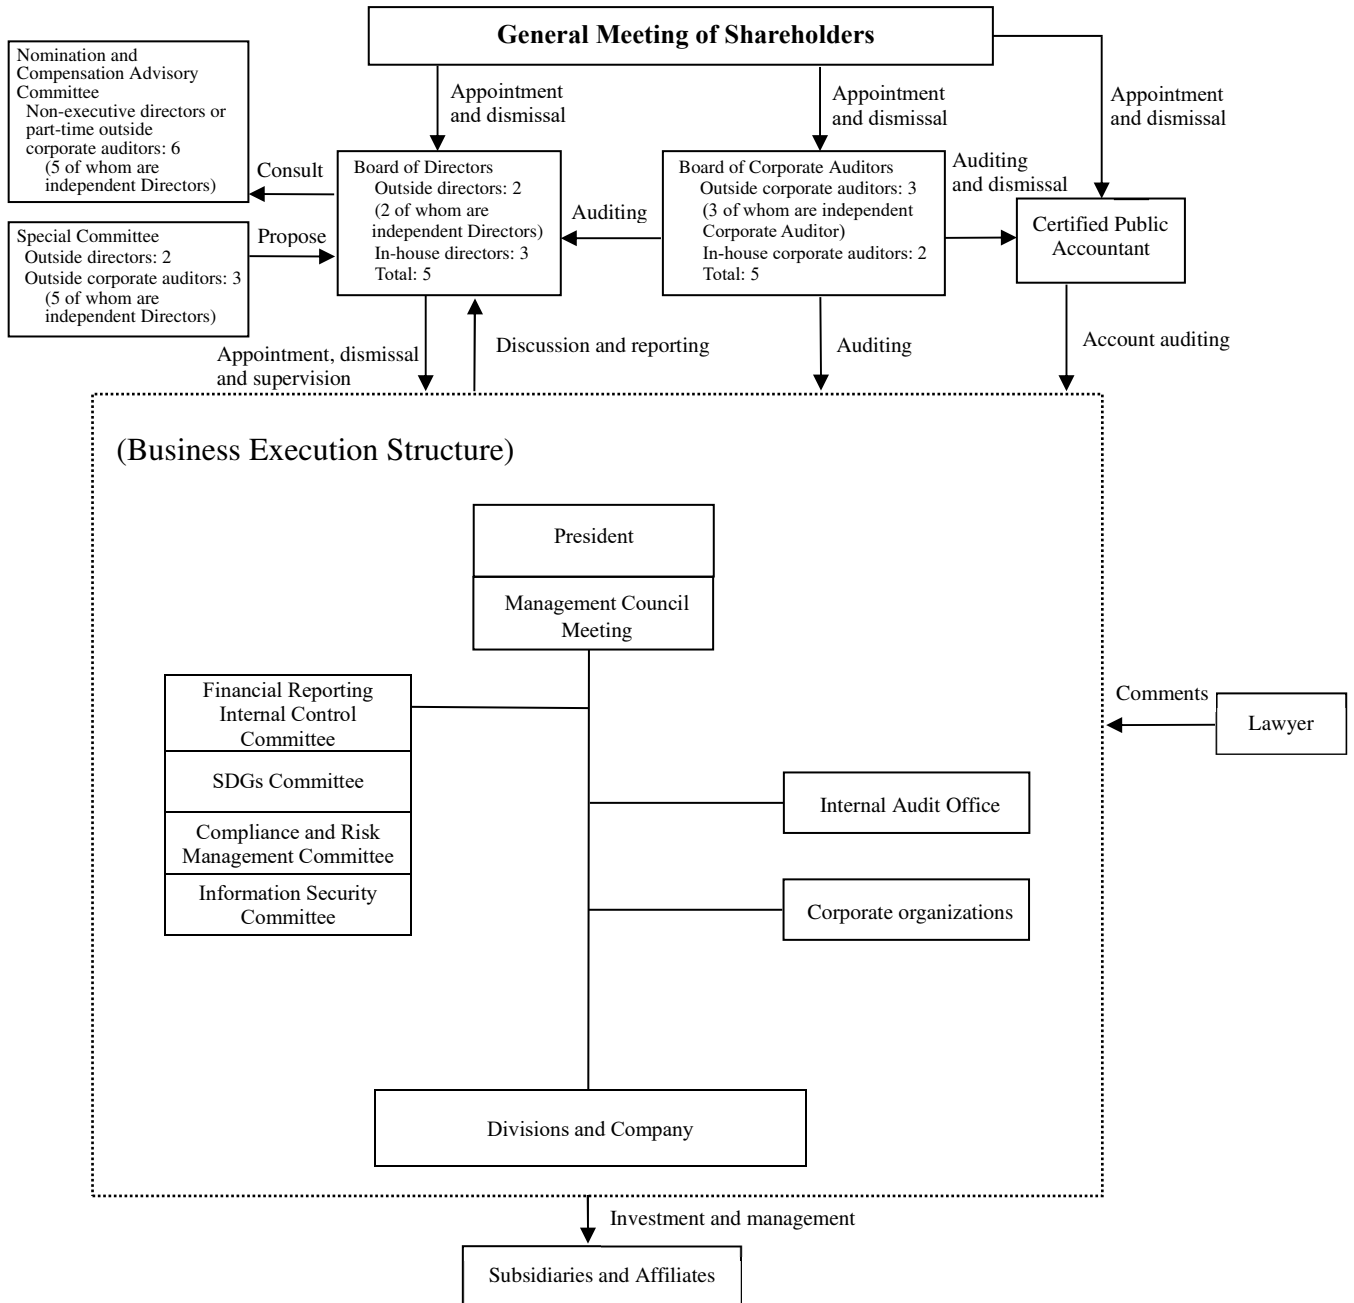 General Meeting of Shareholders
Nomination and
Compensation Advisory
Committee
Non-executive directors or
part-time outside
corporate auditors: 6
(5 of whom are
independent Directors)
Appointment
and dismissal
Appointment
and dismissal
Appointment
and dismissal
Consult
Board of Directors
Outside directors: 2
(2 of whom are
independent Directors)
In-house directors: 3
Total: 5
Auditing
Board of Corporate Auditors
Outside corporate auditors: 3
(3 of whom are independent
Corporate Auditor)
In-house corporate auditors: 2
Total: 5
Auditing
and dismissal
Certified Public
Accountant
Special Committee
Outside directors: 2
Outside corporate auditors: 3
(5 of whom are
independent Directors)
Propose
Appointment, dismissal
and supervision
Discussion and reporting
Auditing
Account auditing
(Business Execution Structure)
President
Management Council
Meeting
Financial Reporting
Internal Control
Committee
SDGs Committee
Compliance and Risk
Management Committee
Information Security
Committee
Internal Audit Office
Corporate organizations
Comments
Lawyer
Divisions and Company
Investment and management
Subsidiaries and Affiliates